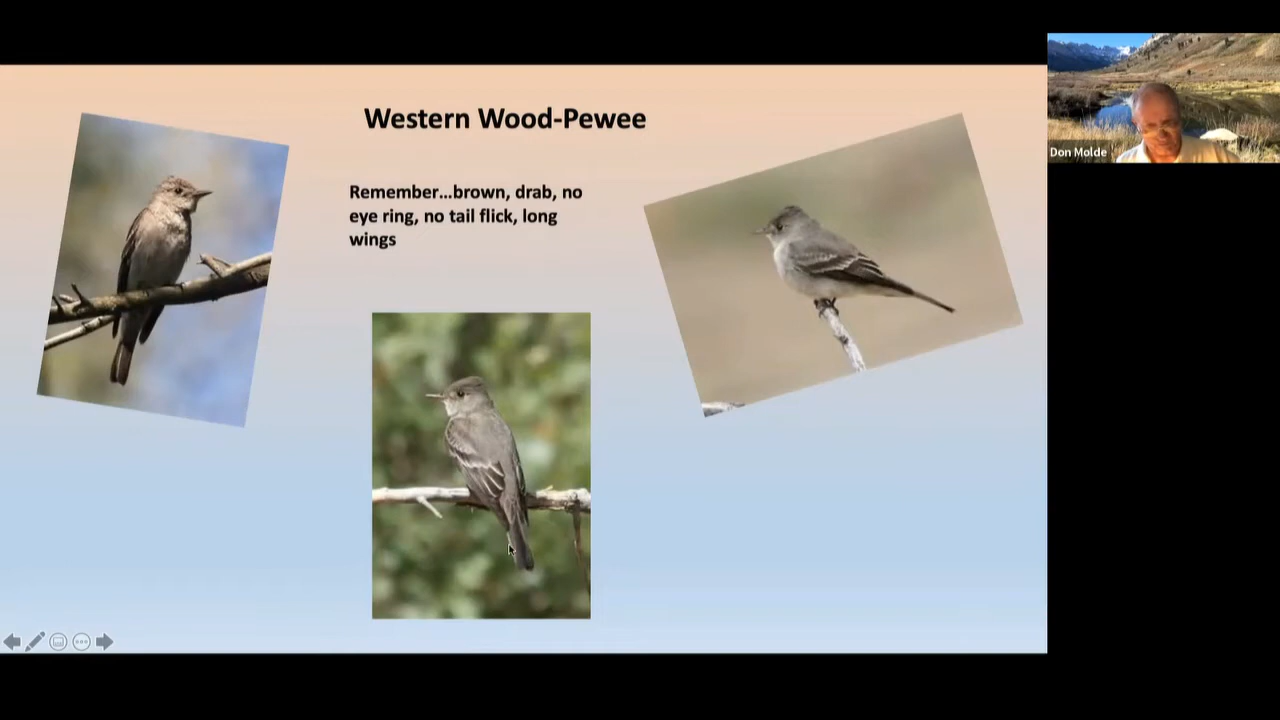 Western Wood-Pewee
Remember...brown, drab, no
eye ring, no tail flick, long
wings
Don Molde